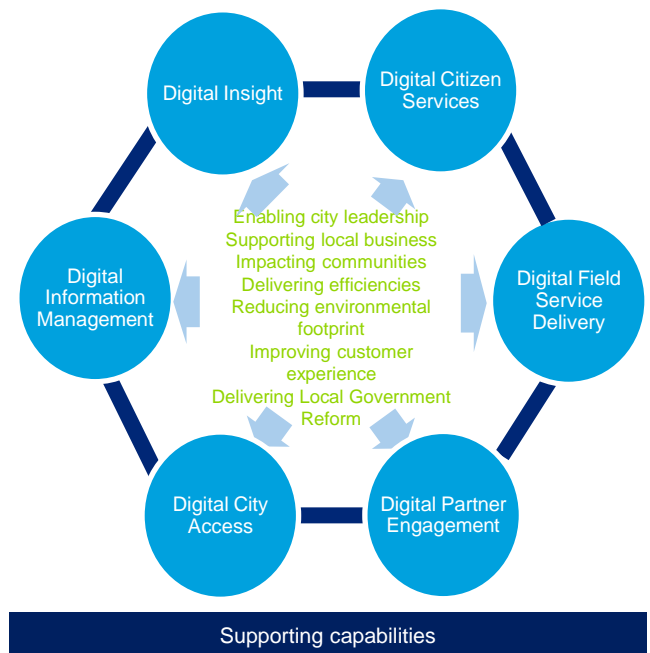 Digital Insight
Digital Citizen
Services
Enabling city leadership
Supporting local business
Impacting communities
Delivering efficiencies
Reducing environmental
footprint
Improving customer
experience
Delivering Local Government
Reform
Digital
Information
Management
Digital Field
Service
Delivery
Digital City
Access
Digital Partner
Engagement
Supporting capabilities